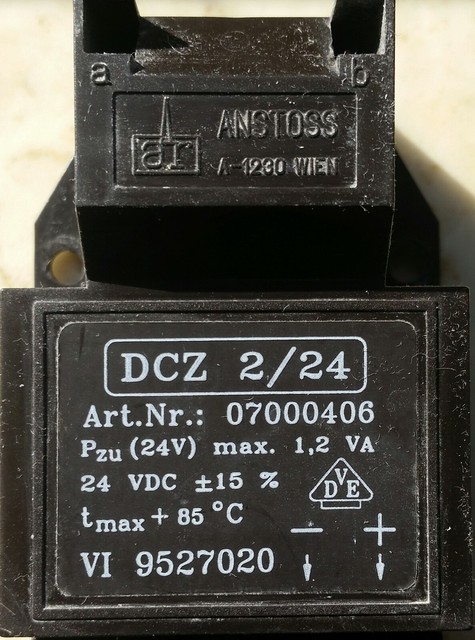 a b
ar ANSTOSS
A-1230 WIEN
DCZ 2/24
Art.Nr.: 07000406
Pzu (24V) max. 1,2 VA
24 VDC ±15 %
DVE
tmax + 85 °C
− +
VI 9527020 ↓ ↓